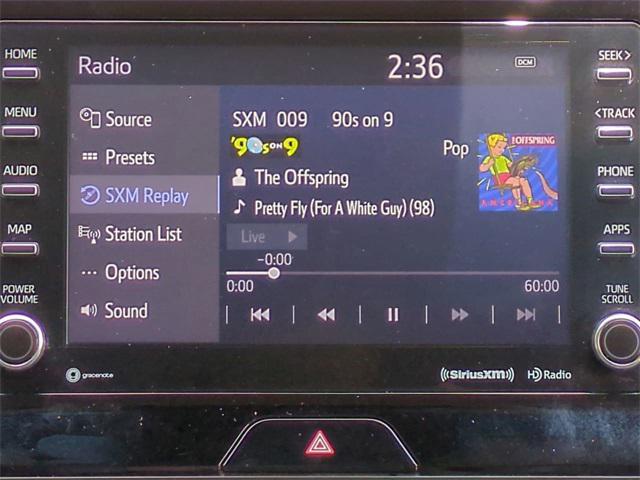 HOME
MENU
AUDIO
MAP
POWER
VOLUME
Radio
2:36
DCM
Source
Presets
SXM Replay
Station List
Options
Sound
SXM 009 90s on 9
'90s ON 9
Pop
The Offspring
Pretty Fly (For A White Guy) (98)
THE OFFSPRING
AMERICANA
Live
-0:00
0:00
60:00
gracenote
((SiriusXM))
HD Radio
SEEK>
<TRACK
PHONE
APPS
TUNE
SCROLL